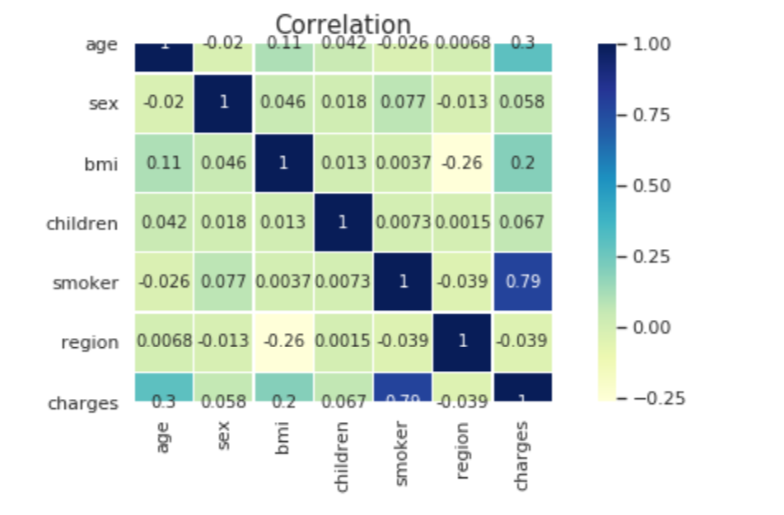 Correlation
age 1 -0.02 0.11 0.042 -0.026 0.0068 0.3
sex -0.02 1 0.046 0.018 0.077 -0.013 0.058
bmi 0.11 0.046 1 0.013 0.0037 -0.26 0.2
children 0.042 0.018 0.013 1 0.0073 0.0015 0.067
smoker -0.026 0.077 0.0037 0.0073 1 -0.039 0.79
region 0.0068 -0.013 -0.26 0.0015 -0.039 1 -0.039
charges 0.3 0.058 0.2 0.067 0.79 -0.039 1
age sex bmi children smoker region charges
1.00
0.75
0.50
0.25
0.00
−0.25